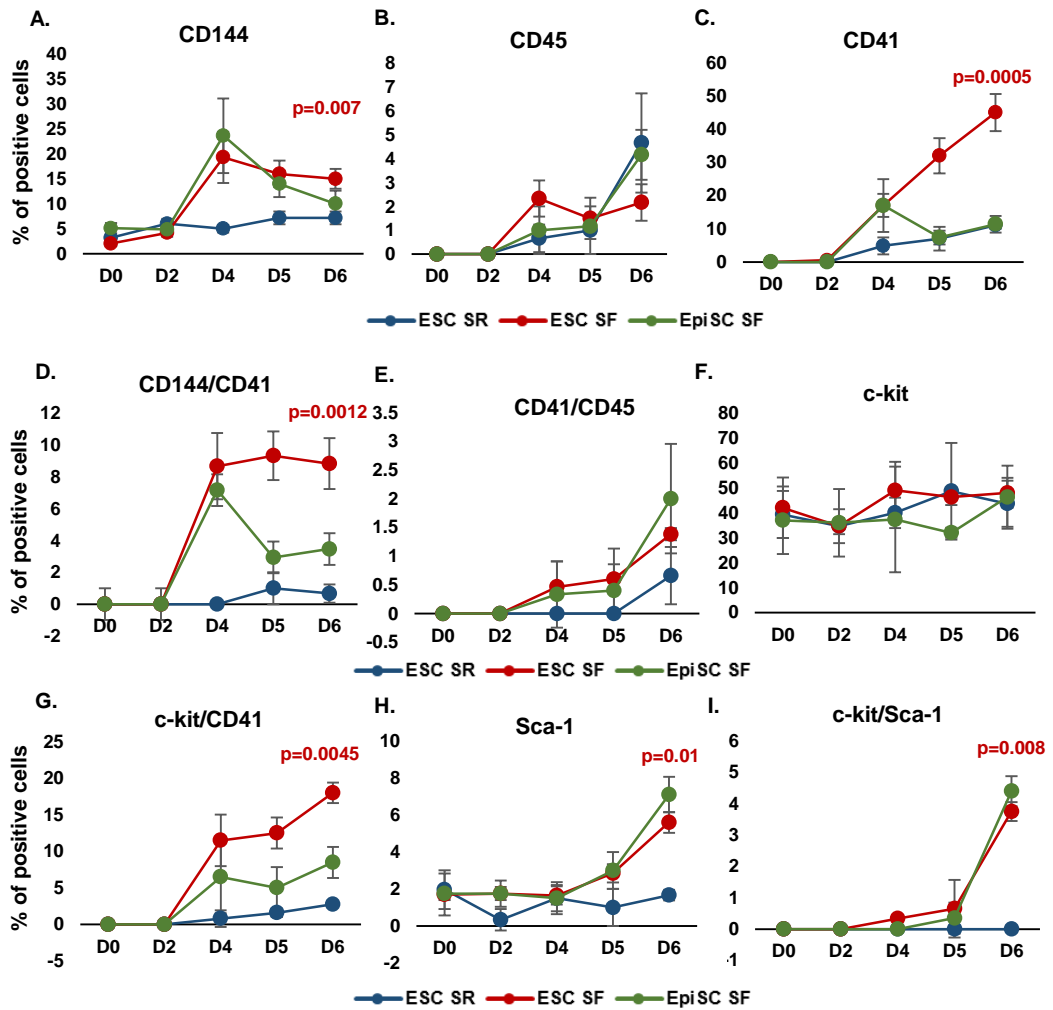 A.
CD144
% of positive cells
40
35
30
25
20
15
10
5
0
p=0.007
D0 D2 D4 D5 D6
B.
CD45
8
7
6
5
4
3
2
1
0
D0 D2 D4 D5 D6
C.
CD41
60
50
40
30
20
10
0
p=0.0005
D0 D2 D4 D5 D6
ESC SR ESC SF EpiSC SF
D.
CD144/CD41
% of positive cells
12
10
8
6
4
2
0
-2
p=0.0012
D0 D2 D4 D5 D6
E.
CD41/CD45
3.5
3
2.5
2
1.5
1
0.5
0
-0.5
D0 D2 D4 D5 D6
F.
c-kit
80
70
60
50
40
30
20
10
0
D0 D2 D4 D5 D6
ESC SR ESC SF EpiSC SF
G.
c-kit/CD41
% of positive cells
25
20
15
10
5
0
-5
p=0.0045
D0 D2 D4 D5 D6
H.
Sca-1
10
8
6
4
2
0
-2
p=0.01
D0 D2 D4 D5 D6
I.
c-kit/Sca-1
6
5
4
3
2
1
0
-1
p=0.008
D0 D2 D4 D5 D6
ESC SR ESC SF EpiSC SF